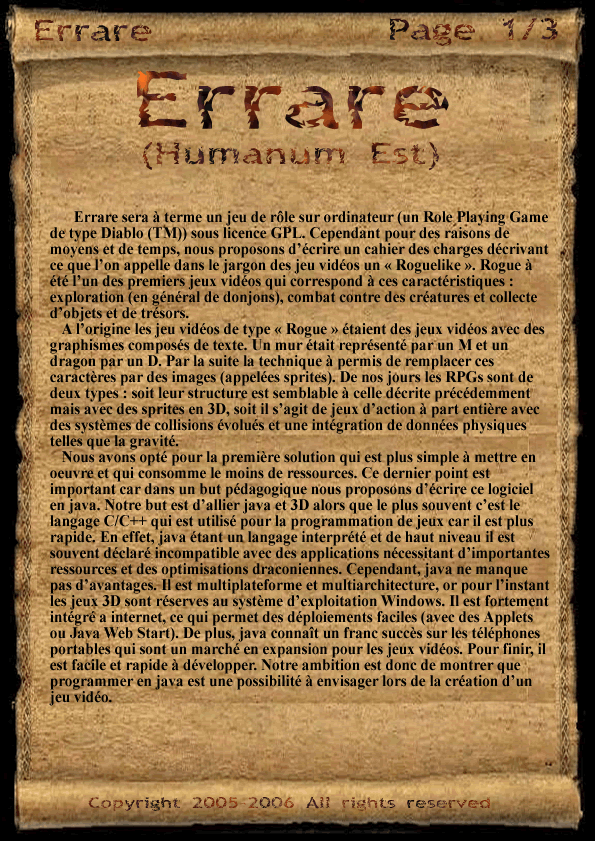 Errare Page 1/3
Errare
(Humanum Est)
Errare sera à terme un jeu de rôle sur ordinateur (un Role Playing Game
de type Diablo (TM)) sous licence GPL. Cependant pour des raisons de
moyens et de temps, nous proposons d’écrire un cahier des charges décrivant
ce que l’on appelle dans le jargon des jeu vidéos un « Roguelike ». Rogue à
été l’un des premiers jeux vidéos qui correspond à ces caractéristiques :
exploration (en général de donjons), combat contre des créatures et collecte
d’objets et de trésors.
A l’origine les jeu vidéos de type « Rogue » étaient des jeux vidéos avec des
graphismes composés de texte. Un mur était représenté par un M et un
dragon par un D. Par la suite la technique à permis de remplacer ces
caractères par des images (appelées sprites). De nos jours les RPGs sont de
deux types : soit leur structure est semblable à celle décrite précédemment
mais avec des sprites en 3D, soit il s’agit de jeux d’action à part entière avec
des systèmes de collisions évolués et une intégration de données physiques
telles que la gravité.
Nous avons opté pour la première solution qui est plus simple à mettre en
oeuvre et qui consomme le moins de ressources. Ce dernier point est
important car dans un but pédagogique nous proposons d’écrire ce logiciel
en java. Notre but est d’allier java et 3D alors que le plus souvent c’est le
langage C/C++ qui est utilisé pour la programmation de jeux car il est plus
rapide. En effet, java étant un langage interprété et de haut niveau il est
souvent déclaré incompatible avec des applications nécessitant d’importantes
ressources et des optimisations draconiennes. Cependant, java ne manque
pas d’avantages. Il est multiplateforme et multiarchitecture, or pour l’instant
les jeux 3D sont réserves au système d’exploitation Windows. Il est fortement
intégré a internet, ce qui permet des déploiements faciles (avec des Applets
ou Java Web Start). De plus, java connaît un franc succès sur les téléphones
portables qui sont un marché en expansion pour les jeux vidéos. Pour finir, il
est facile et rapide à développer. Notre ambition est donc de montrer que
programmer en java est une possibilité à envisager lors de la création d’un
jeu vidéo.
Copyright 2005-2006 All rights reserved